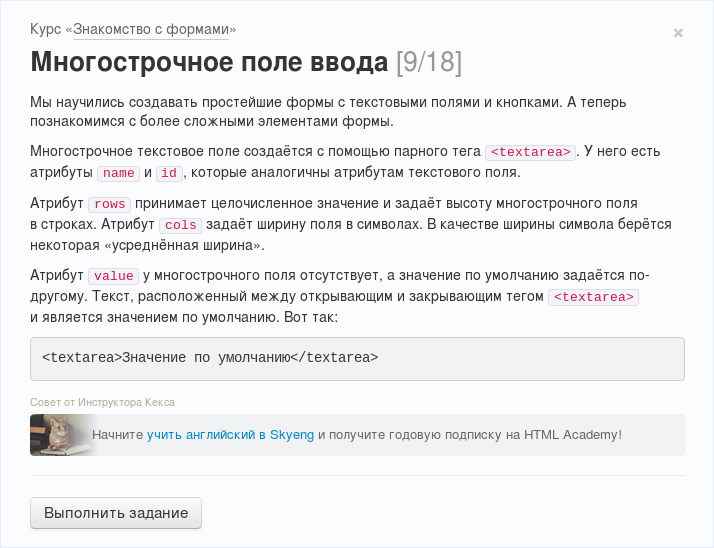 Курс «Знакомство с формами»
×
Многострочное поле ввода [9/18]
Мы научились создавать простейшие формы с текстовыми полями и кнопками. А теперь
познакомимся с более сложными элементами формы.
Многострочное текстовое поле создаётся с помощью парного тега <textarea>. У него есть
атрибуты name и id, которые аналогичны атрибутам текстового поля.
Атрибут rows принимает целочисленное значение и задаёт высоту многострочного поля
в строках. Атрибут cols задаёт ширину поля в символах. В качестве ширины символа берётся
некоторая «усреднённая ширина».
Атрибут value у многострочного поля отсутствует, а значение по умолчанию задаётся по-
другому. Текст, расположенный между открывающим и закрывающим тегом <textarea>
и является значением по умолчанию. Вот так:
<textarea>Значение по умолчанию</textarea>
Совет от Инструктора Кекса
Начните учить английский в Skyeng и получите годовую подписку на HTML Academy!
Выполнить задание